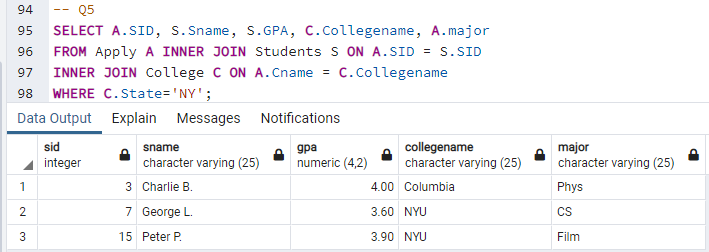 94 -- Q5
95 SELECT A.SID, S.Sname, S.GPA, C.Collegename, A.major
96 FROM Apply A INNER JOIN Students S ON A.SID = S.SID
97 INNER JOIN College C ON A.Cname = C.Collegename
98 WHERE C.State='NY';
Data Output Explain Messages Notifications
sid sname gpa collegename major
integer character varying (25) numeric (4,2) character varying (25) character varying (25)
1 3 Charlie B. 4.00 Columbia Phys
2 7 George L. 3.60 NYU CS
3 15 Peter P. 3.90 NYU Film